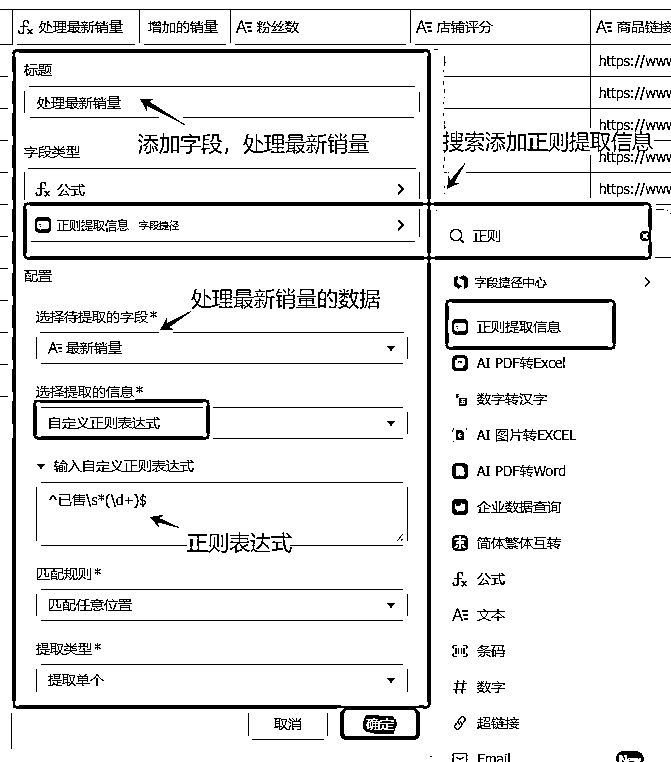 fx 处理最新销量 增加的销量 A 粉丝数 A 店铺评分 A 商品链接
标题
处理最新销量
https://www
https://www
添加字段，处理最新销量
https://www
搜索添加正则提取信息
字段类型
https://www
fx 公式
https://www
正则提取信息 字段捷径
正则
配置
字段捷径中心
处理最新销量的数据
选择待提取的字段*
正则提取信息
A 最新销量
AI PDF转Excel
选择提取的信息*
数字转汉字
自定义正则表达式
AI 图片转EXCEL
输入自定义正则表达式
AI PDF转Word
^已售\s*(\d+)$
企业数据查询
正则表达式
简体繁体互转
匹配规则*
fx 公式
匹配任意位置
A 文本
提取类型*
条码
提取单个
# 数字
取消 确定
超链接
Email New